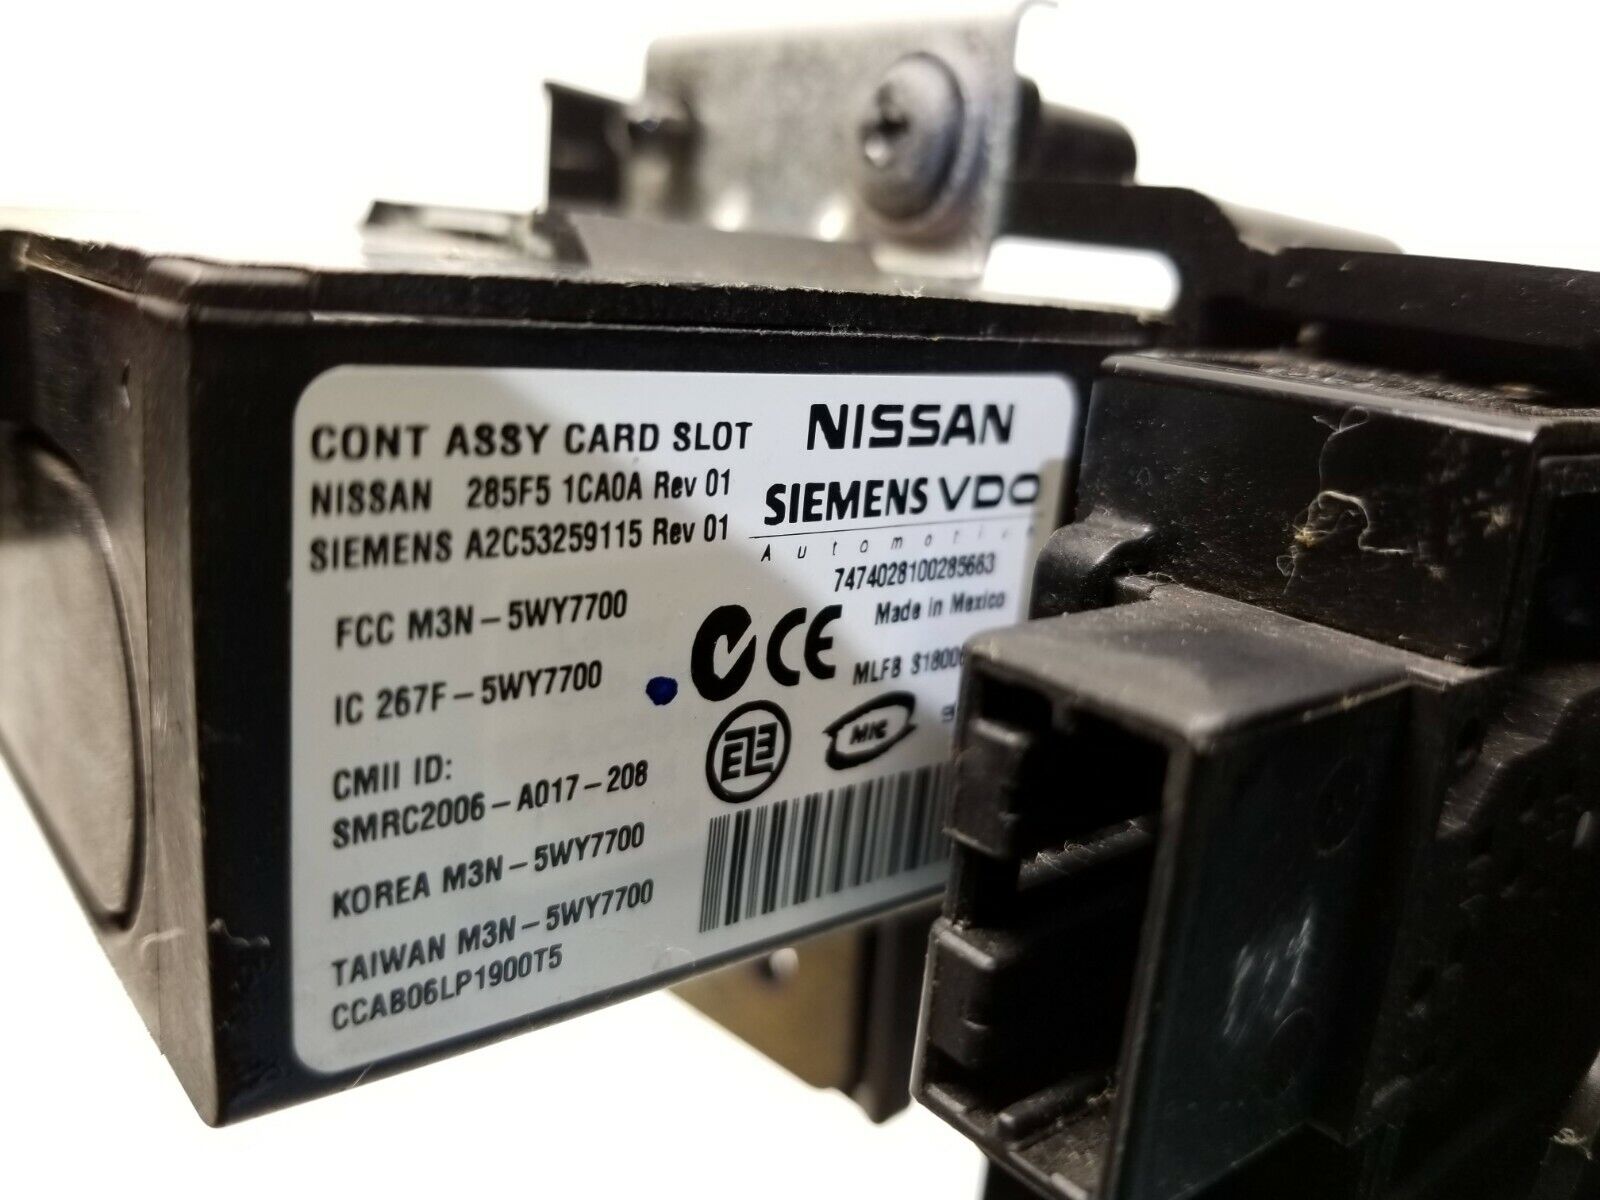 CONT ASSY CARD SLOT
NISSAN 285F5 1CA0A Rev 01
SIEMENS A2C53259115 Rev 01
FCC M3N-5WY7700
IC 267F-5WY7700
CMII ID:
SMRC2006-A017-208
KOREA M3N-5WY7700
TAIWAN M3N-5WY7700
CCAB06LP1900T5
NISSAN
SIEMENS VDO
Automotive
7474028100285663
Made in Mexico
CE
MLFB
MIC